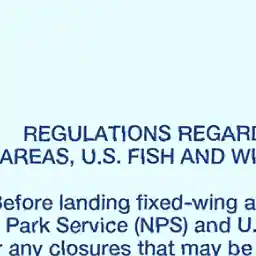 REGULATIONS REGARD
AREAS, U.S. FISH AND WI
Before landing fixed-wing a
Park Service (NPS) and U.
r any closures that may be